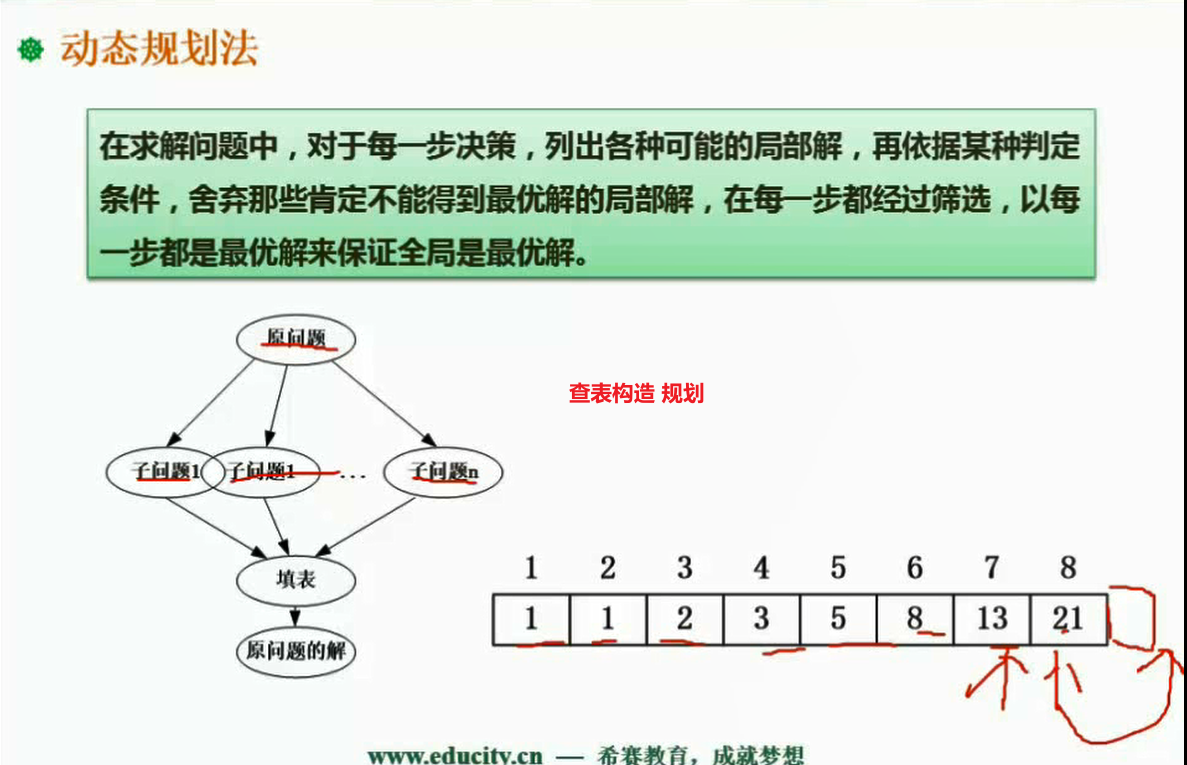 动态规划法
在求解问题中，对于每一步决策，列出各种可能的局部解，再依据某种判定
条件，舍弃那些肯定不能得到最优解的局部解，在每一步都经过筛选，以每
一步都是最优解来保证全局是最优解。
原问题
查表构造 规划
子问题1 子问题1 ... 子问题n
填表
原问题的解
1 2 3 4 5 6 7 8
1 1 2 3 5 8 13 21
www.educity.cn — 希赛教育，成就梦想